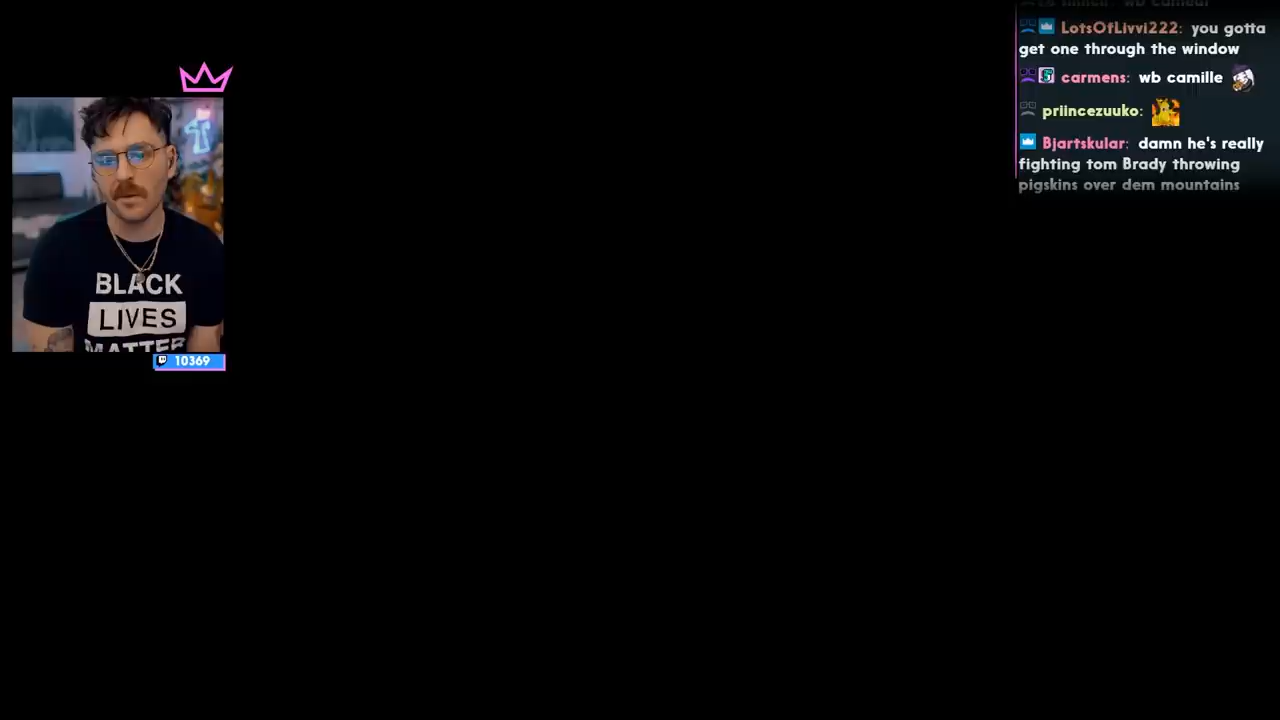 LotsOfLivvi222: you gotta
get one through the window
carmens: wb camille
priincezuuko:
Bjartskular: damn he's really
fighting tom Brady throwing
pigskins over dem mountains
BLACK
LIVES
MATTER
10369